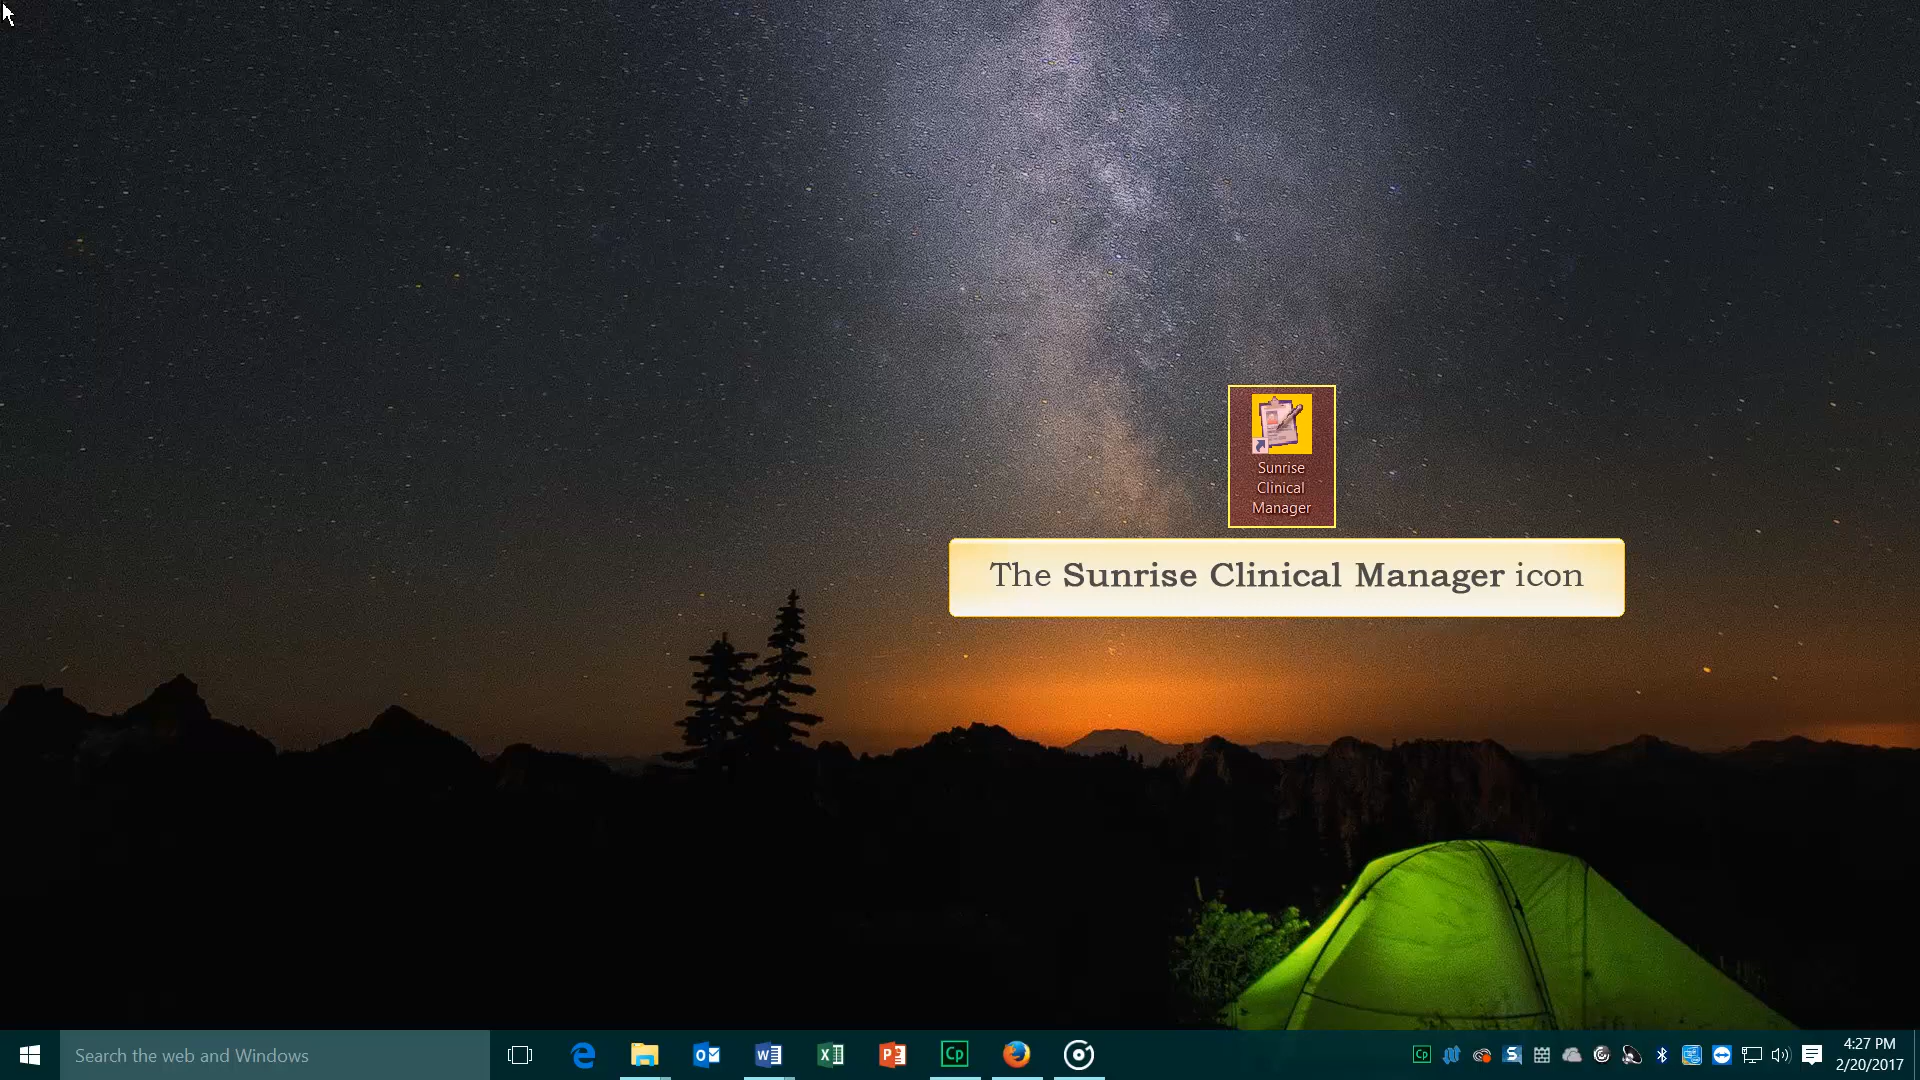 Sunrise
Clinical
Manager
The Sunrise Clinical Manager icon
Search the web and Windows
4:27 PM
2/20/2017